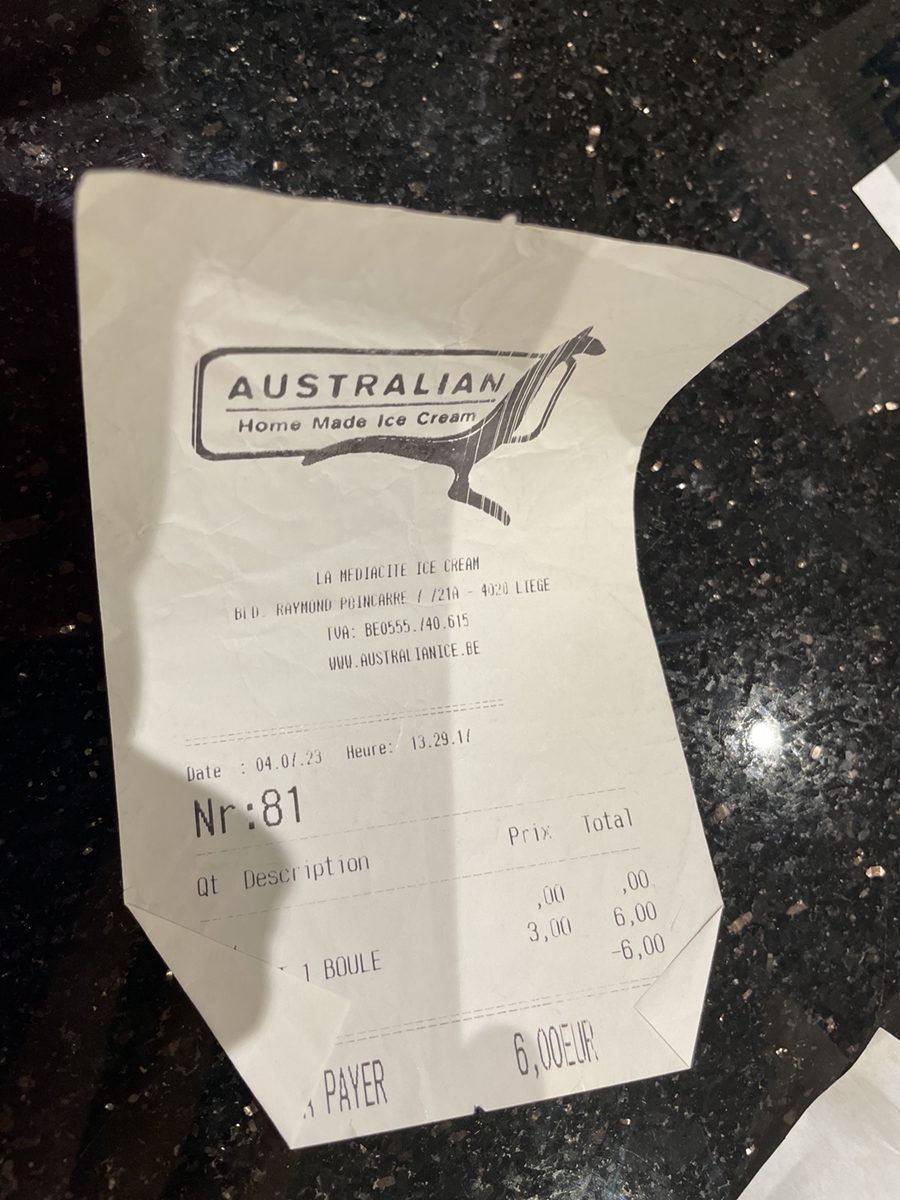 AUSTRALIAN
Home Made Ice Cream
LA MEDIACITE ICE CREAM
BLD. RAYMOND POINCARRE 7 /21A - 4020 LIEGE
TVA: BE0555.740.615
WWW.AUSTRALIANICE.BE
Date : 04.07.23 Heure: 13.29.17
Nr:81
Qt Description Prix Total
,00 ,00
3,00 6,00
1 BOULE -6,00
PAYER 6,00EUR